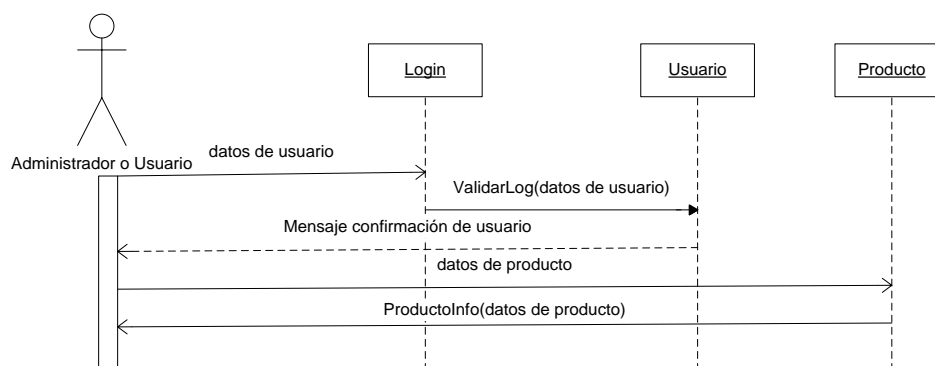 Login
Usuario
Producto
Administrador o Usuario
datos de usuario
ValidarLog(datos de usuario)
Mensaje confirmación de usuario
datos de producto
ProductoInfo(datos de producto)